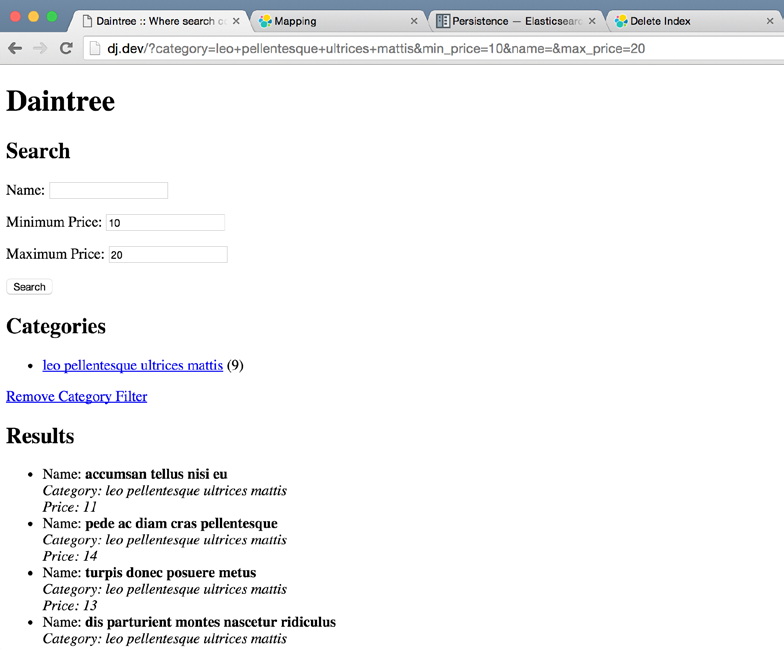 Daintree :: Where search
Mapping
Persistence — Elasticsear
Delete Index
dj.dev/?category=leo+pellentesque+ultrices+mattis&min_price=10&name=&max_price=20
Daintree
Search
Name:
Minimum Price: 10
Maximum Price: 20
Search
Categories
• leo pellentesque ultrices mattis (9)
Remove Category Filter
Results
• Name: accumsan tellus nisi eu
Category: leo pellentesque ultrices mattis
Price: 11
• Name: pede ac diam cras pellentesque
Category: leo pellentesque ultrices mattis
Price: 14
• Name: turpis donec posuere metus
Category: leo pellentesque ultrices mattis
Price: 13
• Name: dis parturient montes nascetur ridiculus
Category: leo pellentesque ultrices mattis